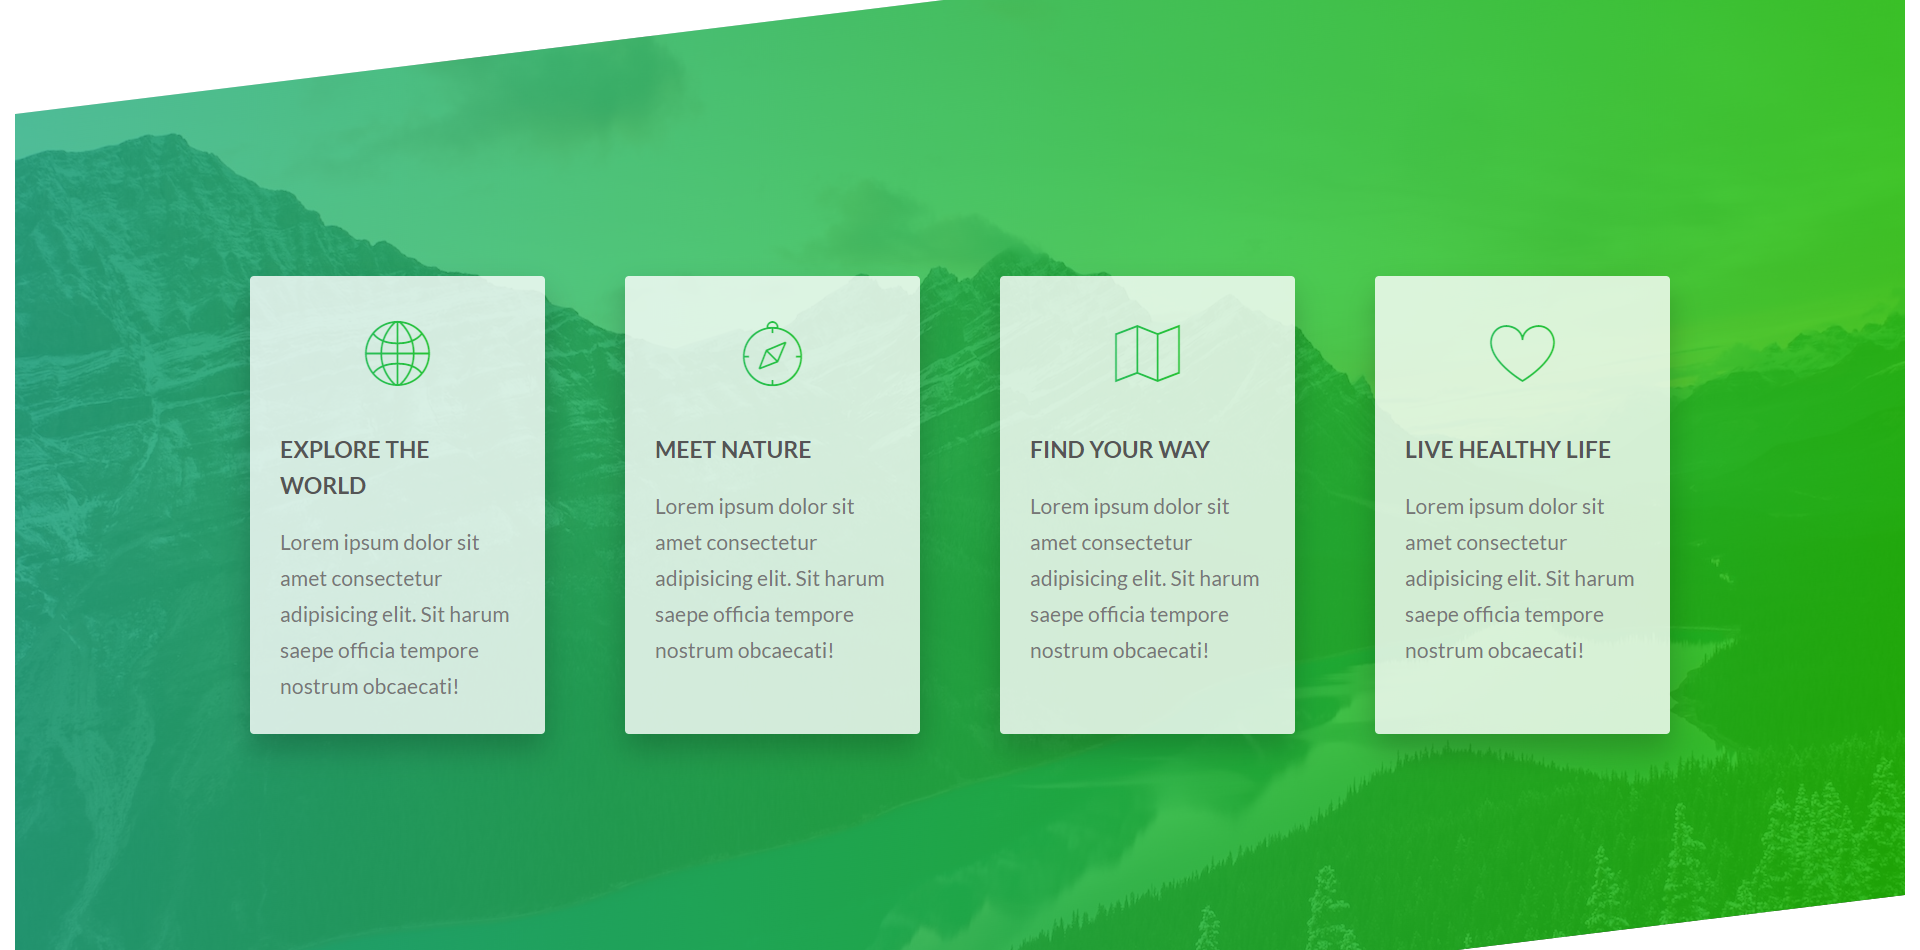 EXPLORE THE
WORLD
Lorem ipsum dolor sit
amet consectetur
adipisicing elit. Sit harum
saepe officia tempore
nostrum obcaecati!
MEET NATURE
Lorem ipsum dolor sit
amet consectetur
adipisicing elit. Sit harum
saepe officia tempore
nostrum obcaecati!
FIND YOUR WAY
Lorem ipsum dolor sit
amet consectetur
adipisicing elit. Sit harum
saepe officia tempore
nostrum obcaecati!
LIVE HEALTHY LIFE
Lorem ipsum dolor sit
amet consectetur
adipisicing elit. Sit harum
saepe officia tempore
nostrum obcaecati!